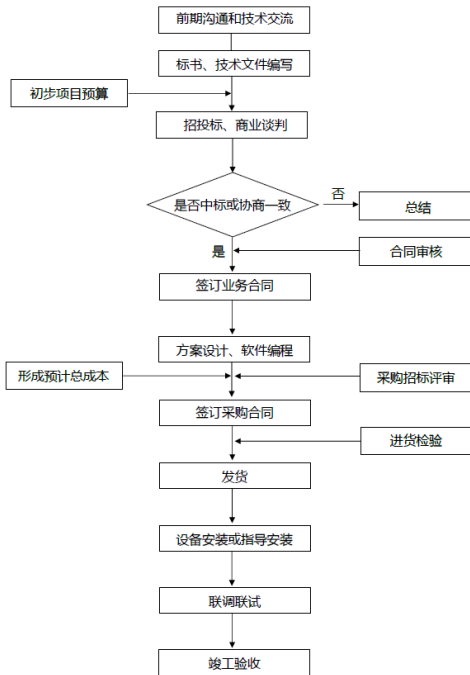 前期沟通和技术交流
标书、技术文件编写
初步项目预算
招投标、商业谈判
是否中标或协商一致
否
总结
是
合同审核
签订业务合同
方案设计、软件编程
形成预计总成本
采购招标评审
签订采购合同
进货检验
发货
设备安装或指导安装
联调联试
竣工验收